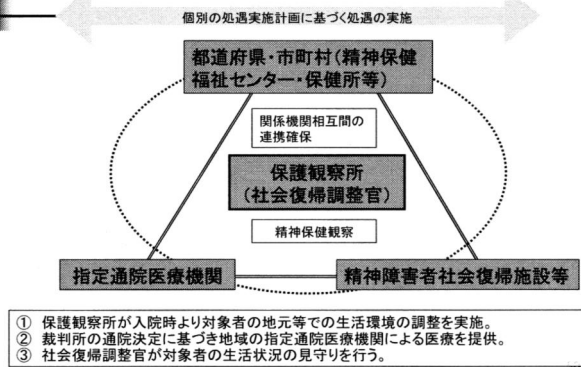 個別の処遇実施計画に基づく処遇の実施
都道府県・市町村(精神保健
福祉センター・保健所等)
関係機関相互間の
連携確保
保護観察所
(社会復帰調整官)
精神保健観察
指定通院医療機関
精神障害者社会復帰施設等
① 保護観察所が入院時より対象者の地元等での生活環境の調整を実施。
② 裁判所の通院決定に基づき地域の指定通院医療機関による医療を提供。
③ 社会復帰調整官が対象者の生活状況の見守りを行う。